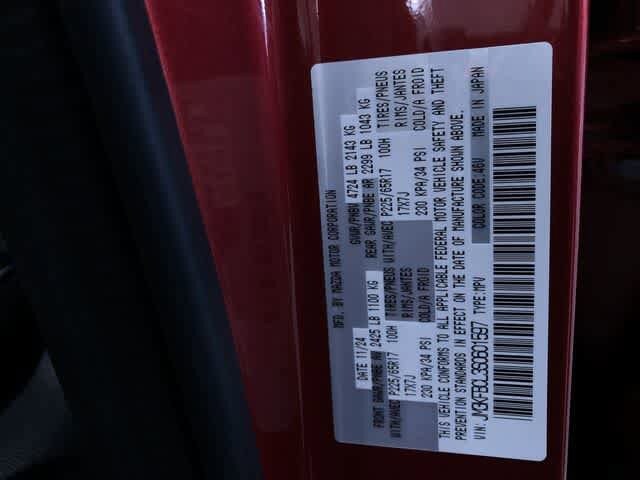 MFD. BY MAZDA MOTOR CORPORATION
DATE 11/24 GVWR/PNBV 4724 LB 2143 KG
FRONT GAWR/PNBE AV 2425 LB 1100 KG REAR GAWR/PNBE AR 2299 LB 1043 KG
WITH/AVEC P225/65R17 100H TIRES/PNEUS WITH/AVEC P225/65R17 100H TIRES/PNEUS
17X7J RIMS/JANTES 17X7J RIMS/JANTES
230 KPA/34 PSI COLD/A FROID 230 KPA/34 PSI COLD/A FROID
THIS VEHICLE CONFORMS TO ALL APPLICABLE FEDERAL MOTOR VEHICLE SAFETY AND THEFT
PREVENTION STANDARDS IN EFFECT ON THE DATE OF MANUFACTURE SHOWN ABOVE.
VIN: JM3KFBCL3S0601597 TYPE: MPV COLOR CODE: 46V MADE IN JAPAN